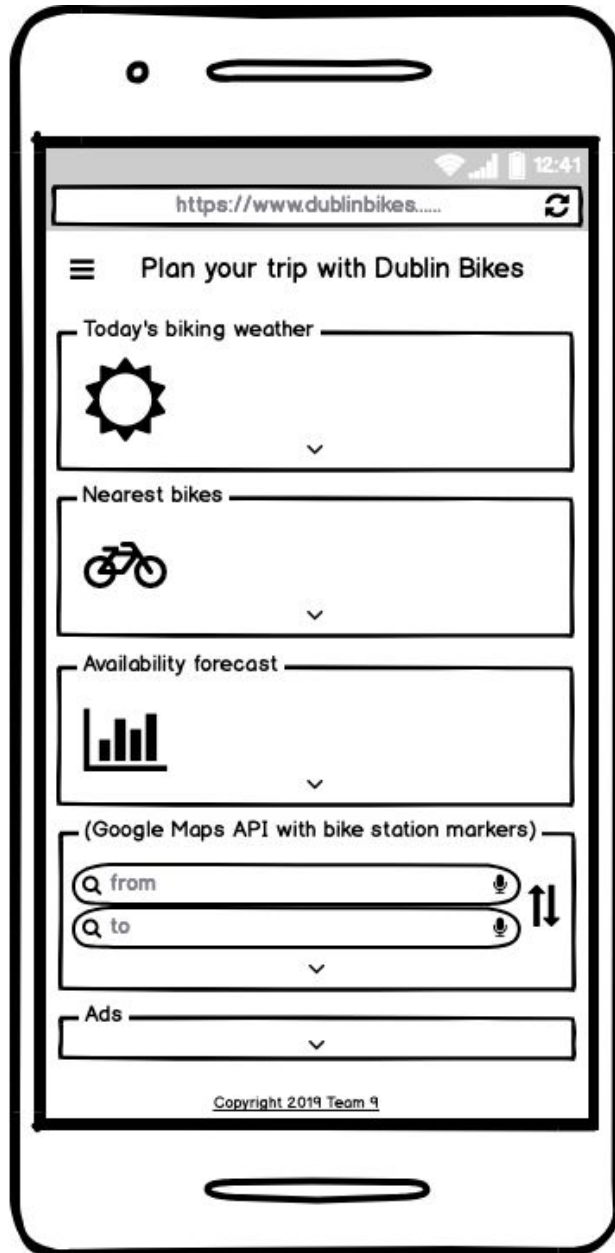 12:41
https://www.dublinbikes......
Plan your trip with Dublin Bikes
Today's biking weather
Nearest bikes
Availability forecast
(Google Maps API with bike station markers)
from
to
Ads
Copyright 2019 Team 9